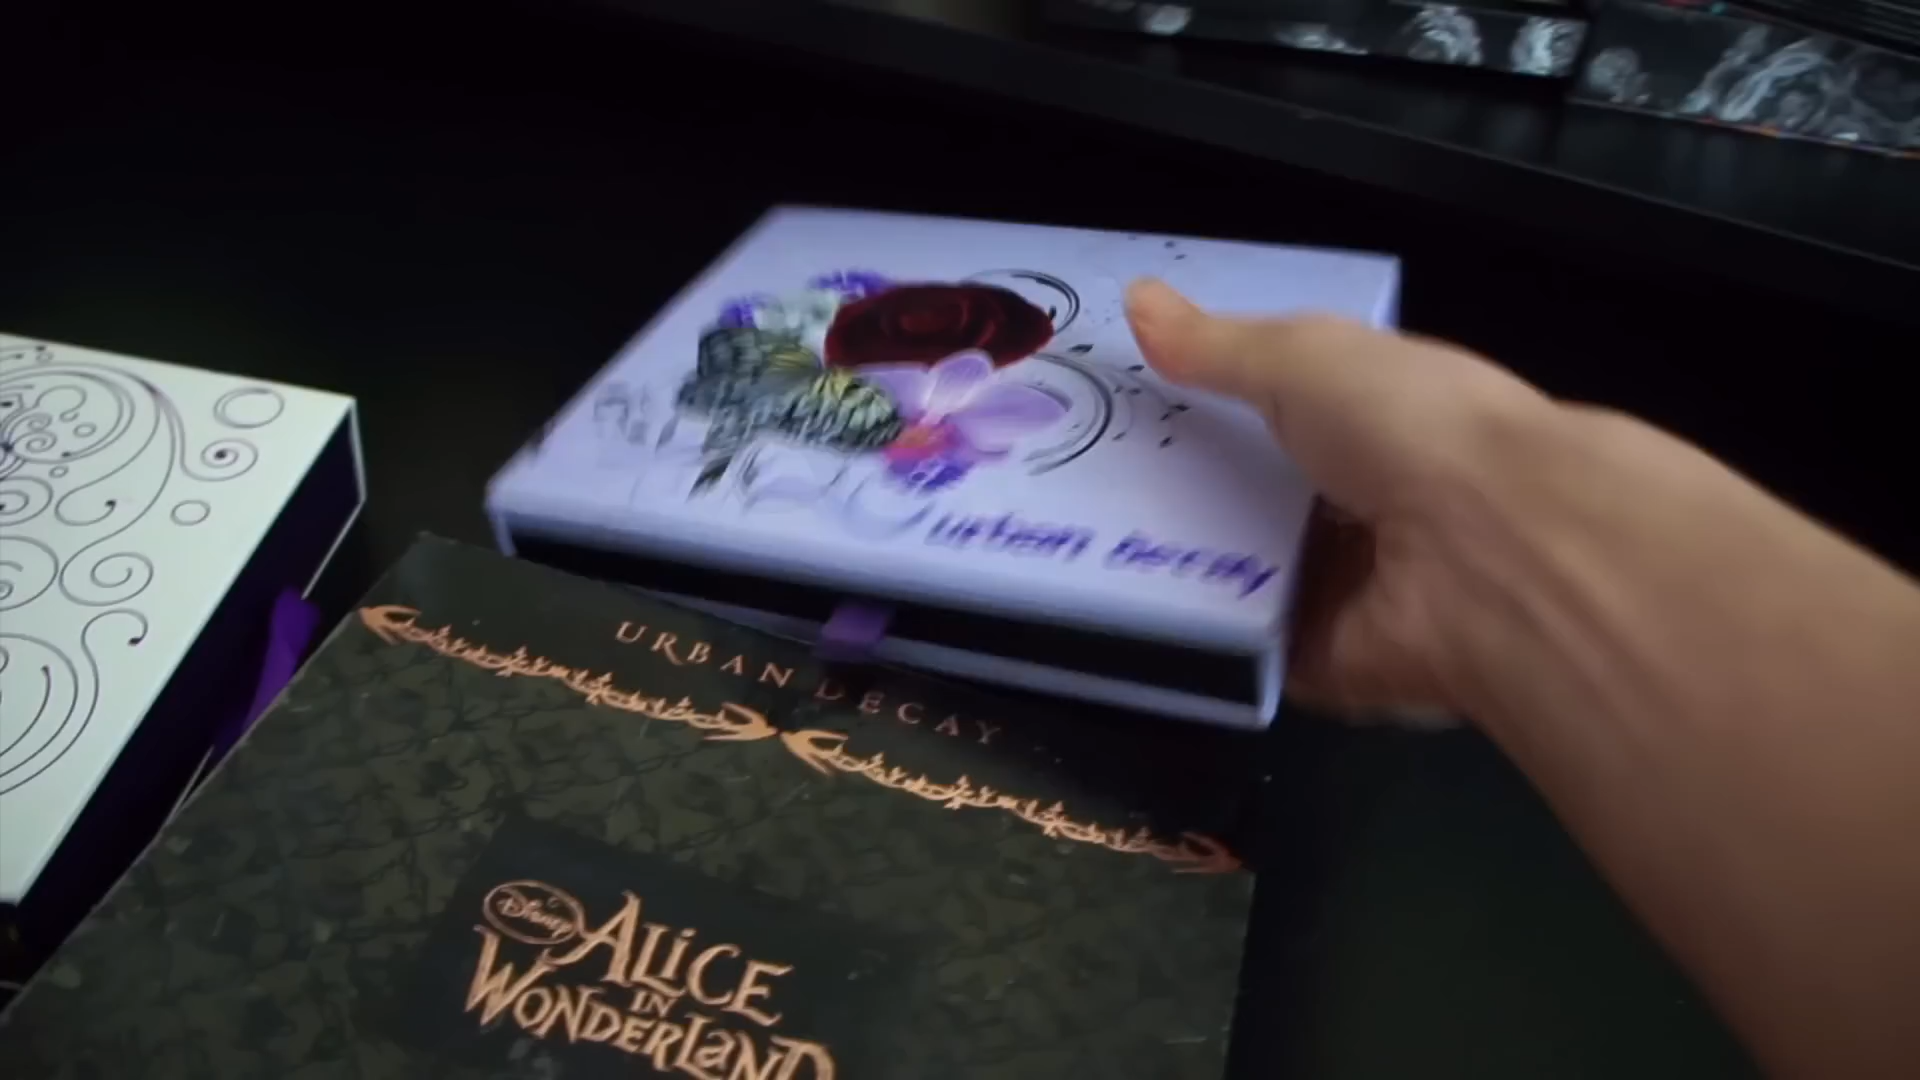 urban decay
URBAN DECAY
Disney
ALICE
IN
WONDERLAND